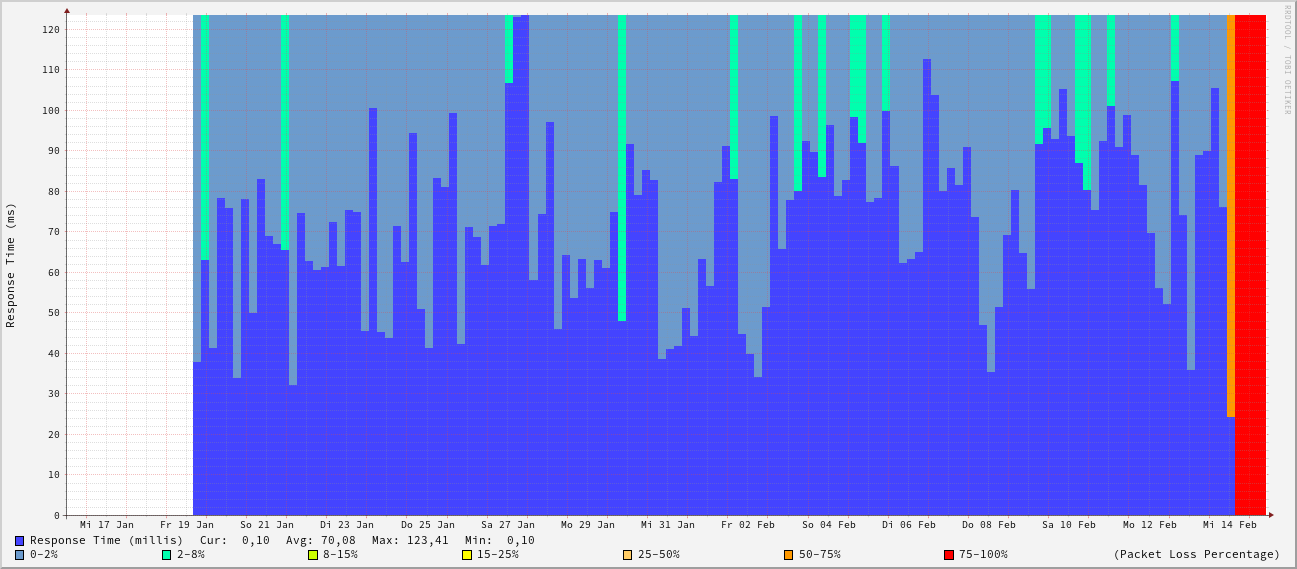 RRDTOOL / TOBI OETIKER
Response Time (ms)
120
110
100
90
80
70
60
50
40
30
20
10
0
Mi 17 Jan Fr 19 Jan So 21 Jan Di 23 Jan Do 25 Jan Sa 27 Jan Mo 29 Jan Mi 31 Jan Fr 02 Feb So 04 Feb Di 06 Feb Do 08 Feb Sa 10 Feb Mo 12 Feb Mi 14 Feb
Response Time (millis) Cur: 0,10 Avg: 70,08 Max: 123,41 Min: 0,10
0-2% 2-8% 8-15% 15-25% 25-50% 50-75% 75-100% (Packet Loss Percentage)